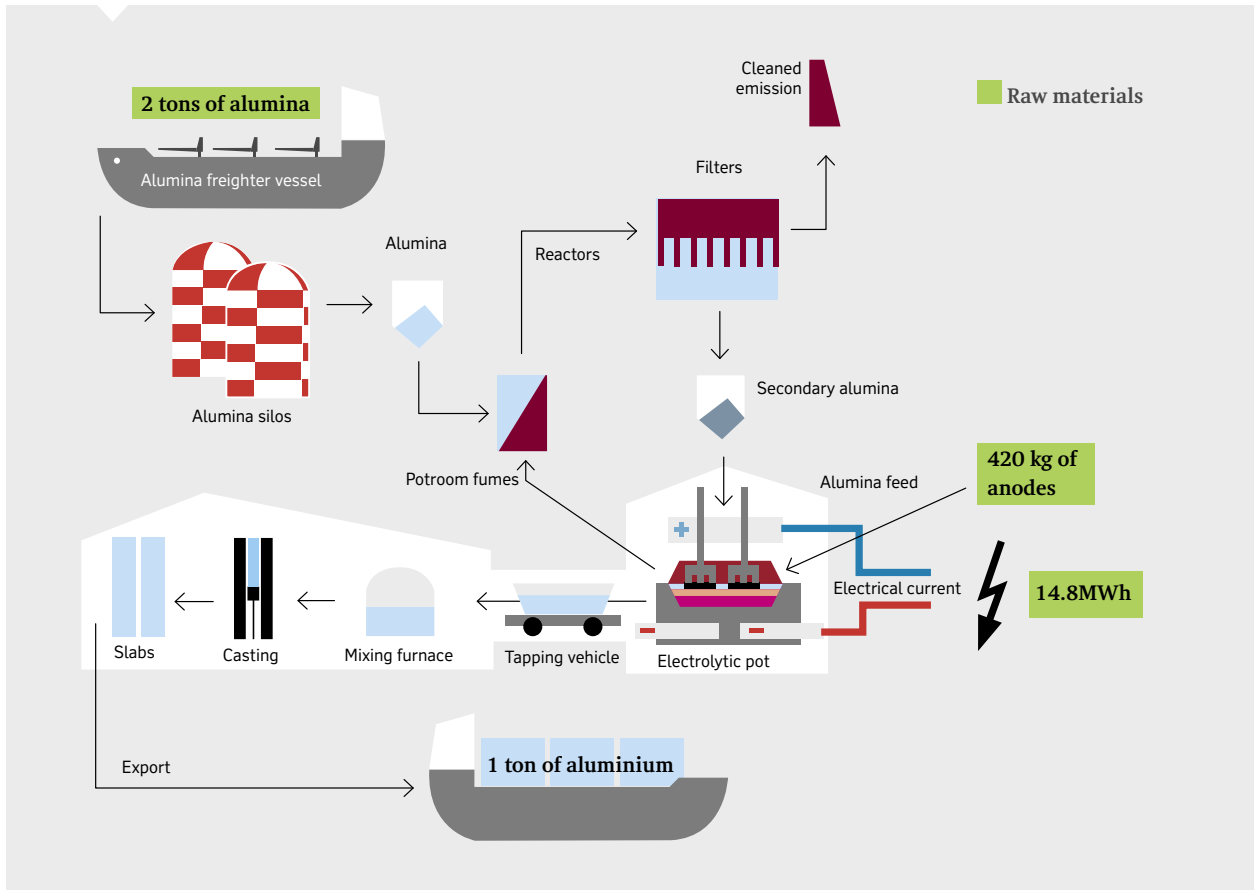 Cleaned
emission
Raw materials
2 tons of alumina
Alumina freighter vessel
Filters
Alumina
Reactors
Alumina silos
Secondary alumina
Potroom fumes
Alumina feed
420 kg of
anodes
Electrical current
14.8MWh
Slabs
Casting
Mixing furnace
Tapping vehicle
Electrolytic pot
Export
1 ton of aluminium